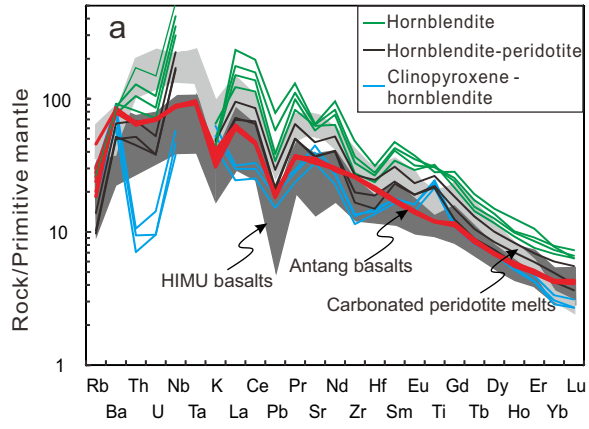 a
Hornblendite
Hornblendite-peridotite
Clinopyroxene -
hornblendite
Rock/Primitive mantle
100
10
1
HIMU basalts
Antang basalts
Carbonated peridotite melts
Rb Th Nb K Ce Pr Nd Hf Eu Gd Dy Er Lu
Ba U Ta La Pb Sr Zr Sm Ti Tb Ho Yb